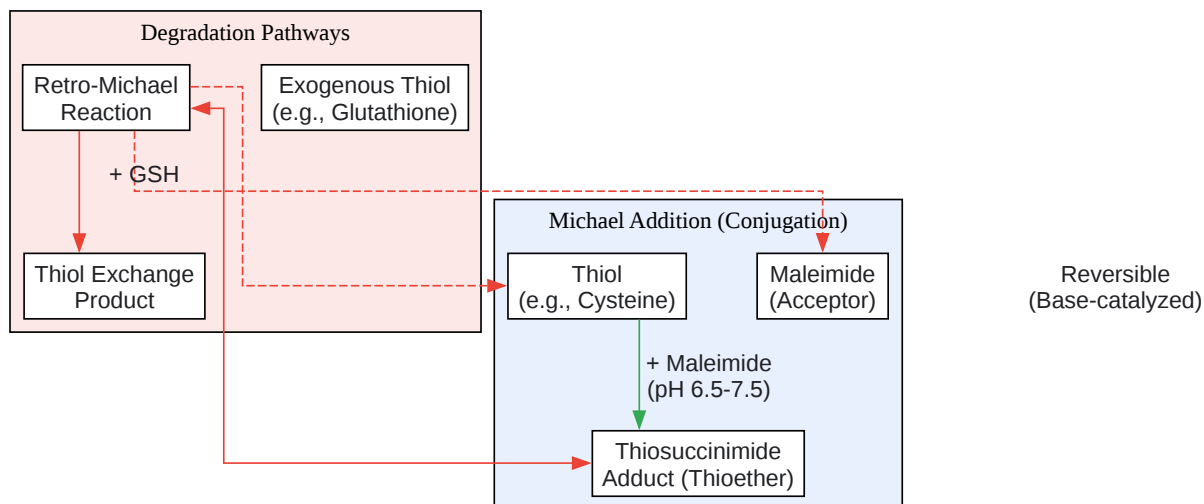 Degradation Pathways
Retro-Michael
Reaction
Exogenous Thiol
(e.g., Glutathione)
+ GSH
Thiol Exchange
Product
Michael Addition (Conjugation)
Thiol
(e.g., Cysteine)
Maleimide
(Acceptor)
Reversible
(Base-catalyzed)
+ Maleimide
(pH 6.5-7.5)
Thiosuccinimide
Adduct (Thioether)